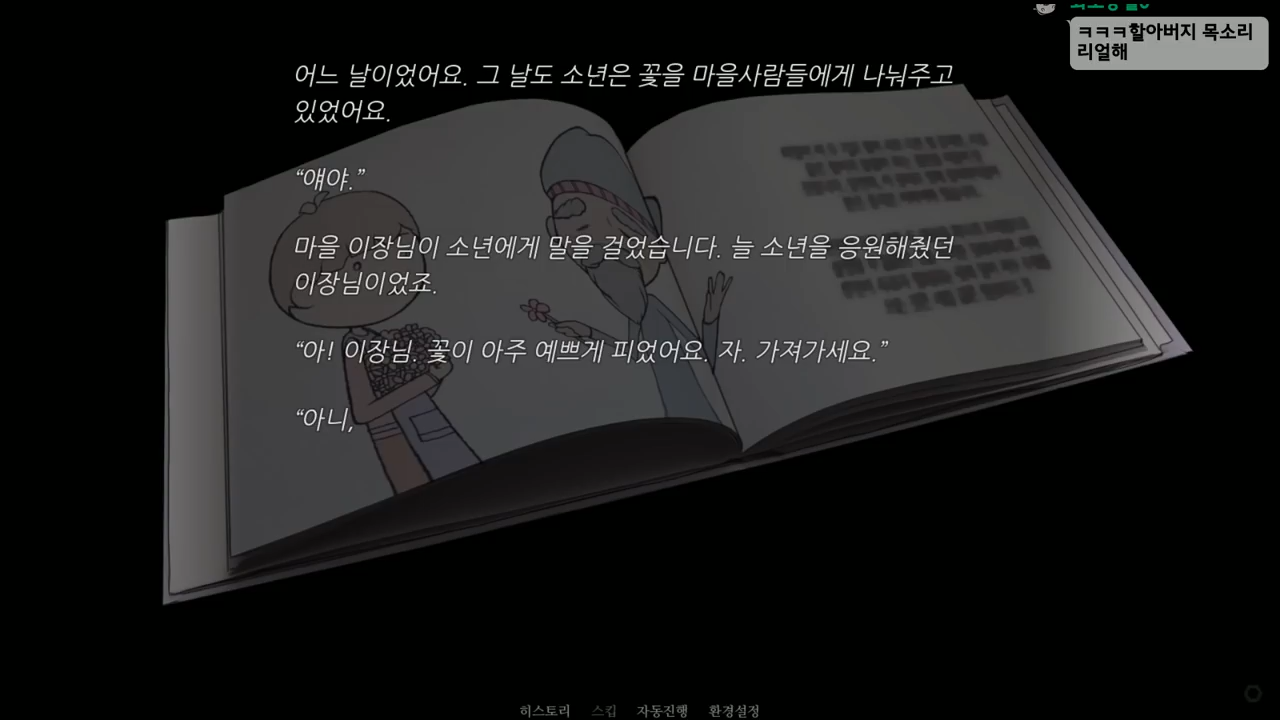 ㅋㅋㅋ할아버지 목소리
리얼해
어느 날이었어요. 그 날도 소년은 꽃을 마을사람들에게 나눠주고
있었어요.
“얘야.”
마을 이장님이 소년에게 말을 걸었습니다. 늘 소년을 응원해줬던
이장님이었죠.
“아! 이장님. 꽃이 아주 예쁘게 피었어요. 자. 가져가세요.”
“아니,
히스토리 스킵 자동진행 환경설정